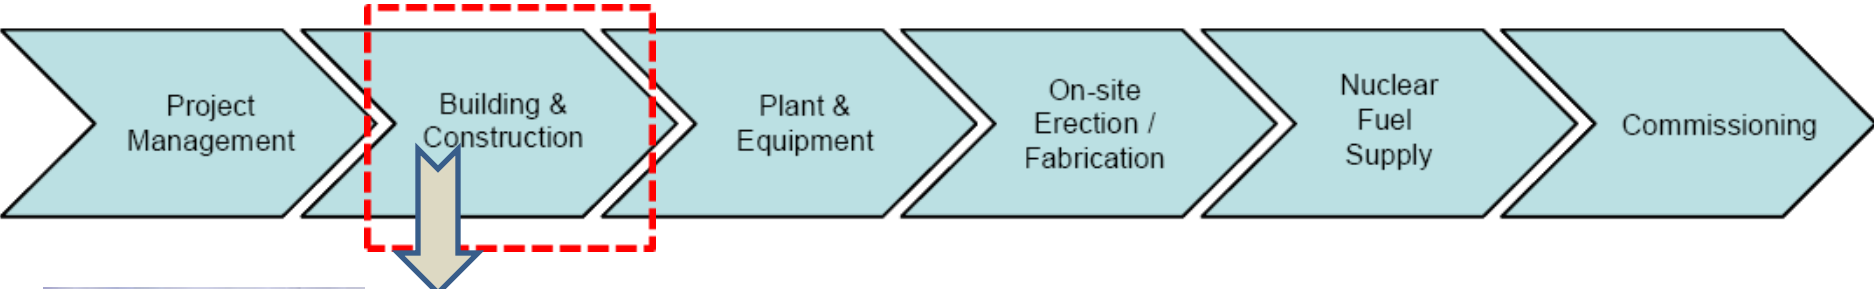 Project
Management
Building &
Construction
Plant &
Equipment
On-site
Erection /
Fabrication
Nuclear
Fuel
Supply
Commissioning